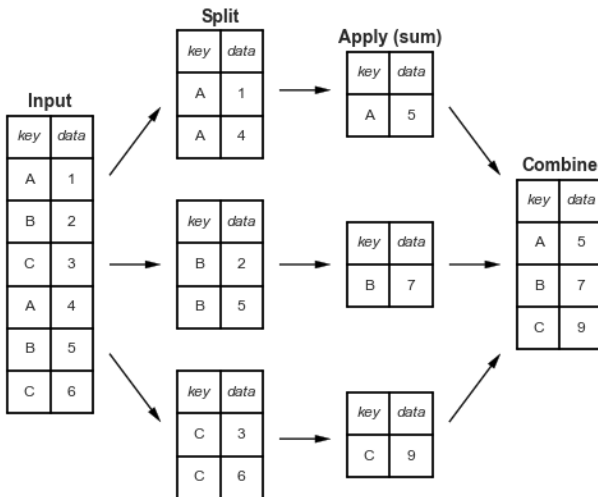 Input
key data
A 1
B 2
C 3
A 4
B 5
C 6
Split
key data
A 1
A 4
key data
B 2
B 5
key data
C 3
C 6
Apply (sum)
key data
A 5
key data
B 7
key data
C 9
Combine
key data
A 5
B 7
C 9